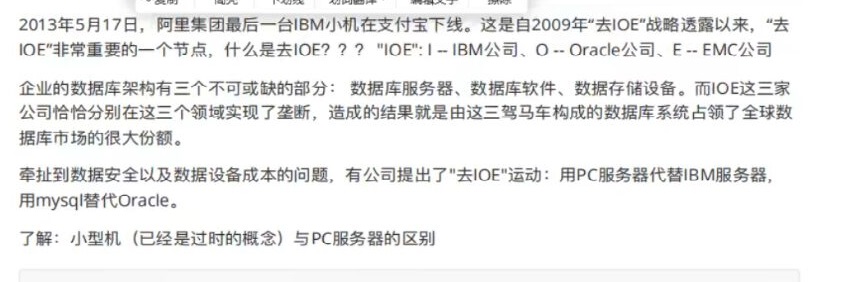 2013年5月17日，阿里集团最后一台IBM小机在支付宝下线。这是自2009年“去IOE”战略透露以来，“去
IOE”非常重要的一个节点，什么是去IOE？？？ "IOE": I -- IBM公司、O -- Oracle公司、E -- EMC公司
企业的数据库架构有三个不可或缺的部分： 数据库服务器、数据库软件、数据存储设备。而IOE这三家
公司恰恰分别在这三个领域实现了垄断，造成的结果就是由这三驾马车构成的数据库系统占领了全球数
据库市场的很大份额。
牵扯到数据安全以及数据设备成本的问题，有公司提出了"去IOE"运动：用PC服务器代替IBM服务器，
用mysql替代Oracle。
了解：小型机（已经是过时的概念）与PC服务器的区别